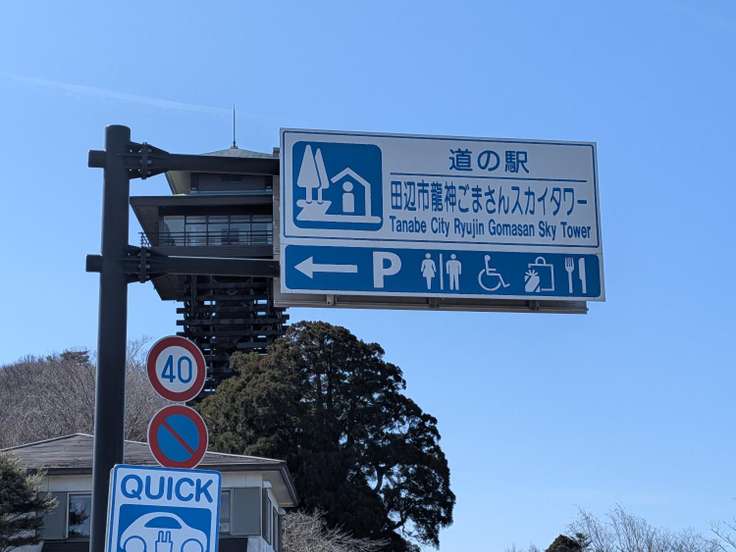 道の駅
田辺市龍神ごまさんスカイタワー
Tanabe City Ryujin Gomasan Sky Tower
P
40
QUICK